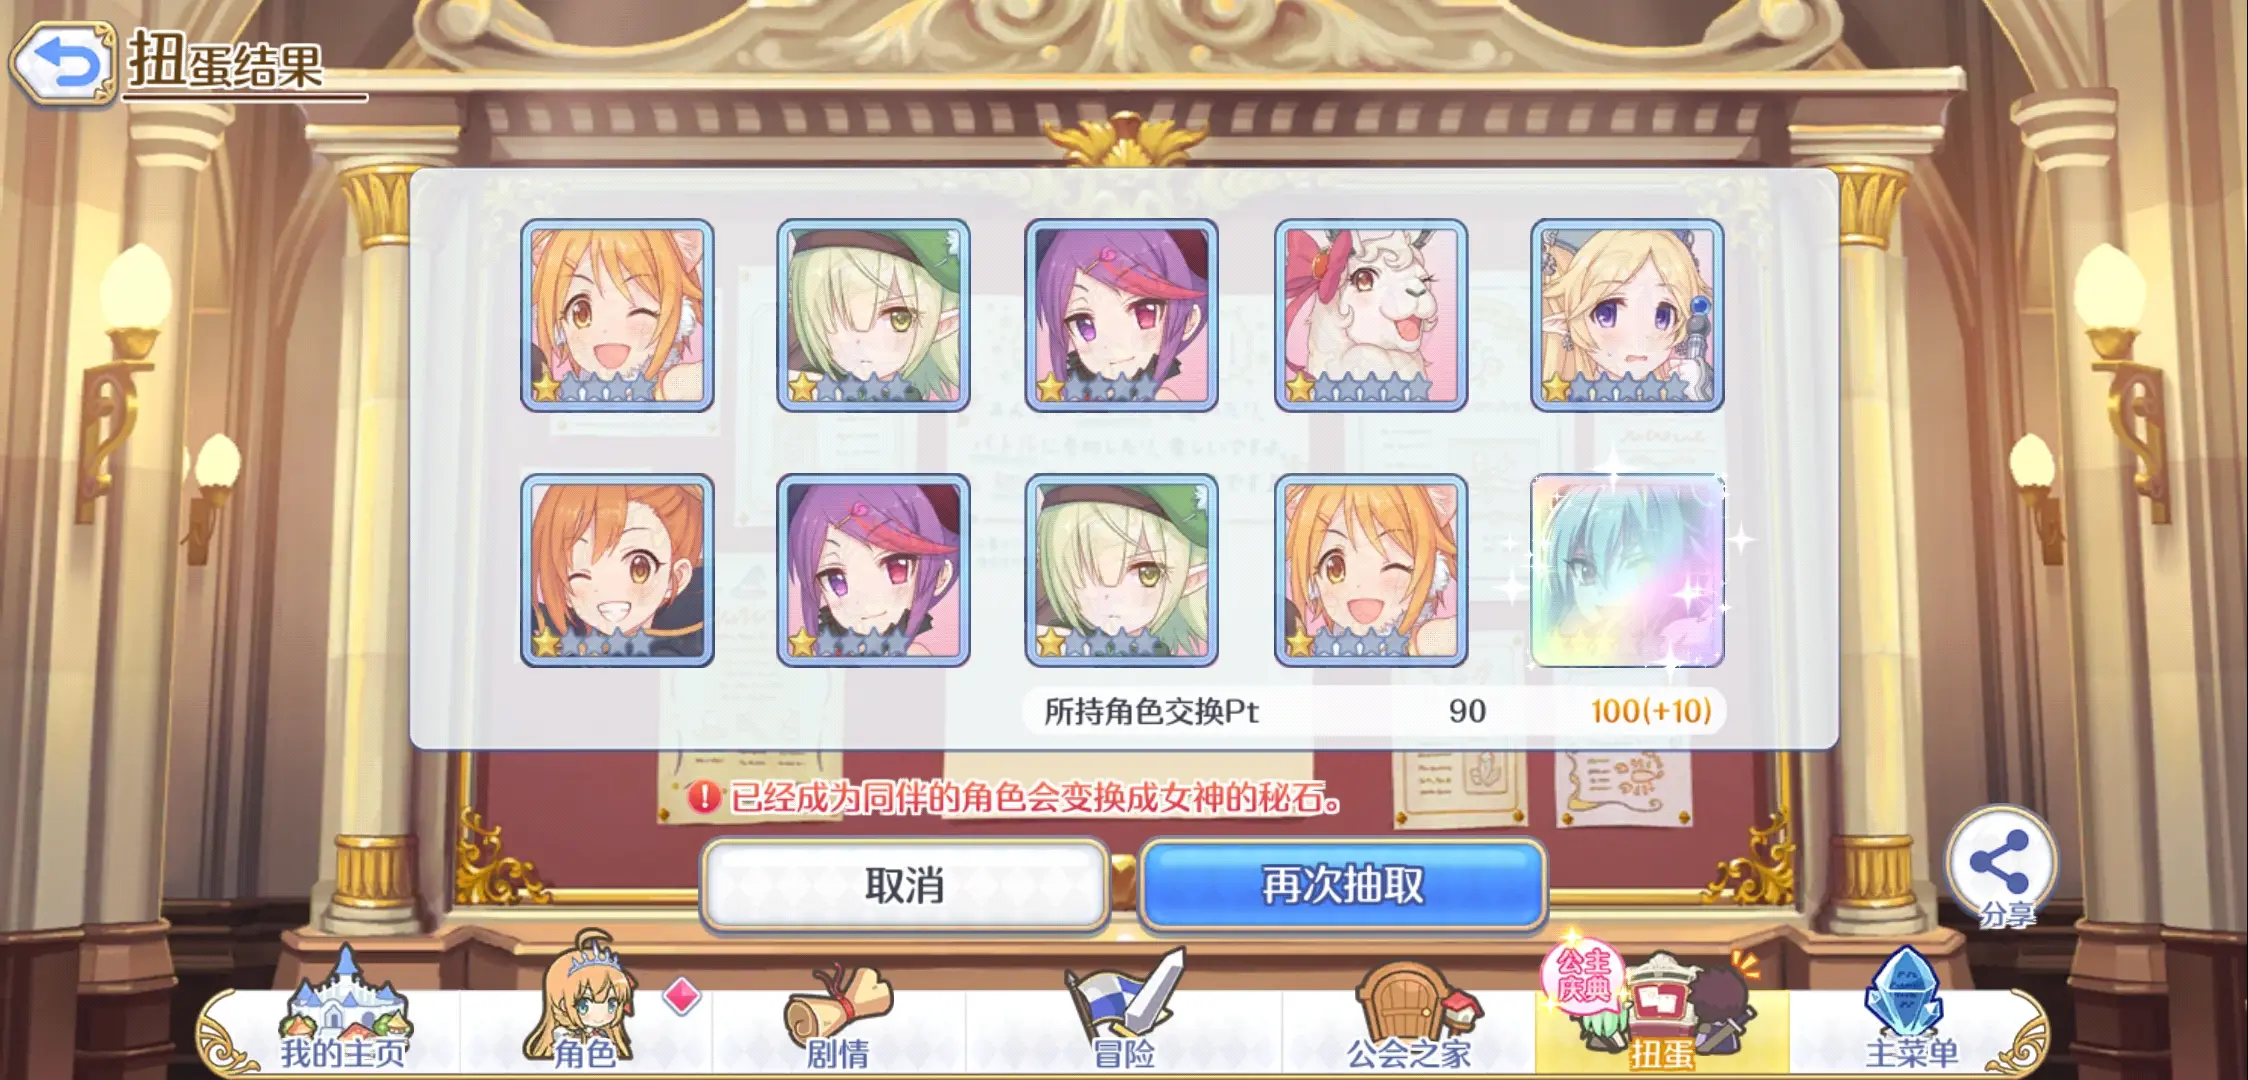 扭蛋结果
所持角色交换Pt 90 100(+10)
已经成为同伴的角色会变换成女神的秘石。
取消
再次抽取
分享
公主
庆典
我的主页
角色
剧情
冒险
公会之家
扭蛋
主菜单